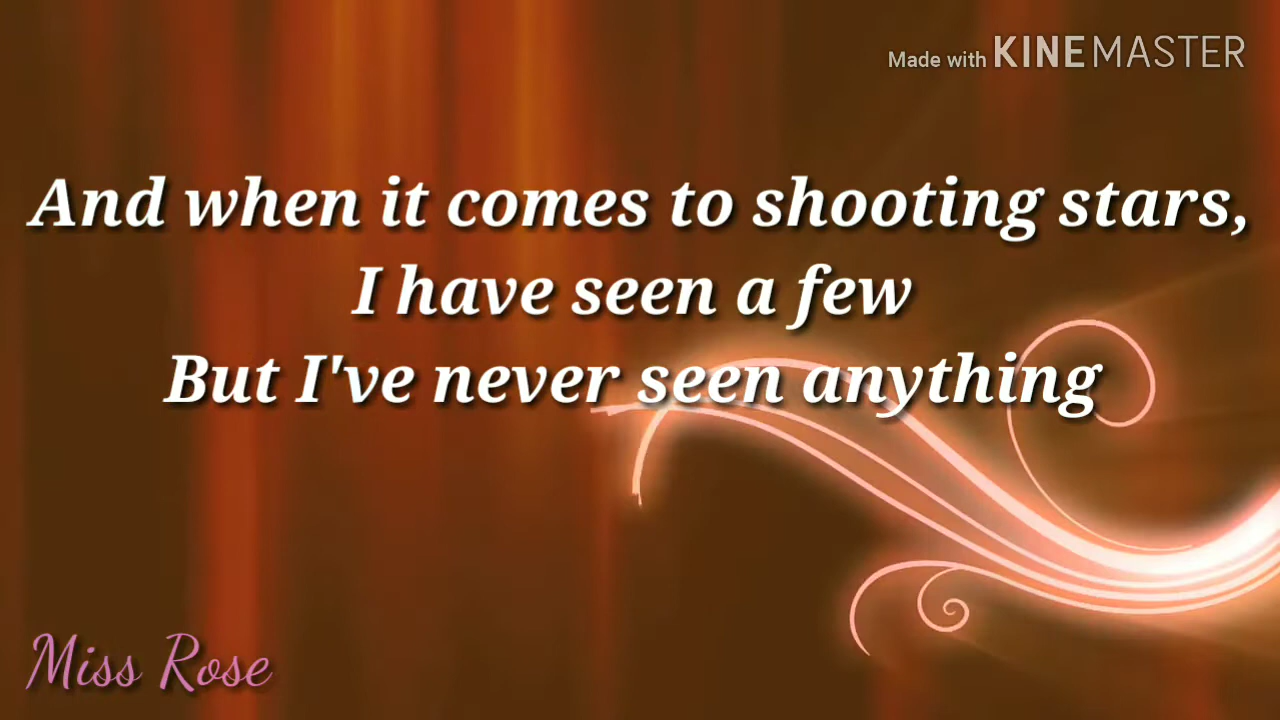 Made with KINEMASTER
And when it comes to shooting stars,
I have seen a few
But I've never seen anything
Miss Rose